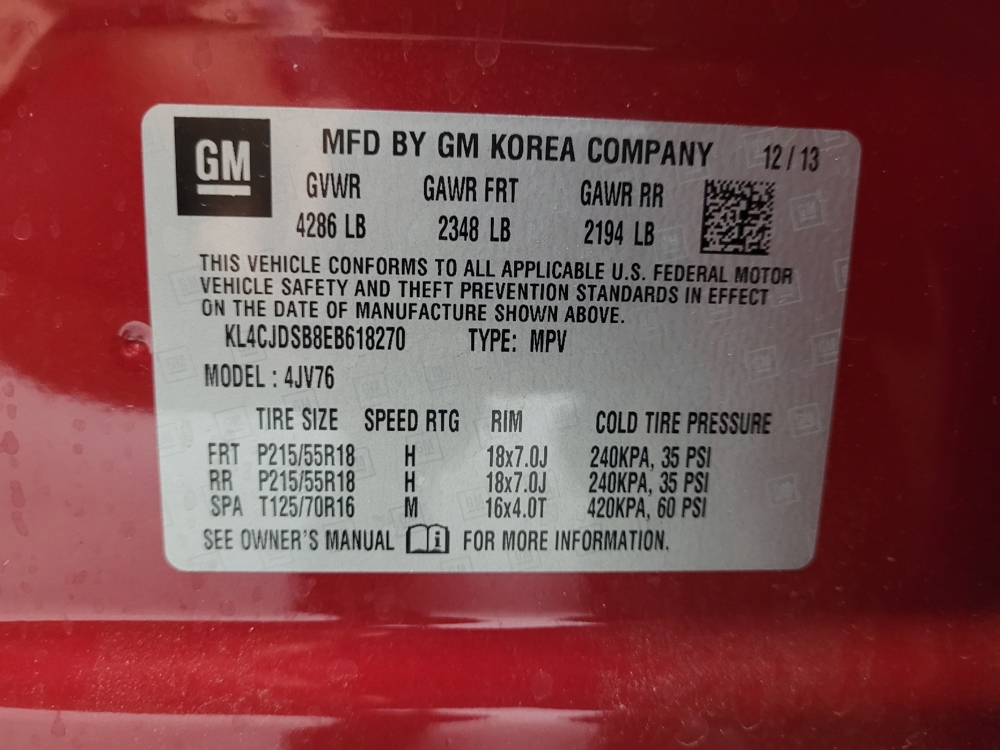 GM
MFD BY GM KOREA COMPANY 12 / 13
GVWR GAWR FRT GAWR RR
4286 LB 2348 LB 2194 LB
THIS VEHICLE CONFORMS TO ALL APPLICABLE U.S. FEDERAL MOTOR
VEHICLE SAFETY AND THEFT PREVENTION STANDARDS IN EFFECT
ON THE DATE OF MANUFACTURE SHOWN ABOVE.
KL4CJDSB8EB618270 TYPE: MPV
MODEL : 4JV76
TIRE SIZE SPEED RTG RIM COLD TIRE PRESSURE
FRT P215/55R18 H 18x7.0J 240KPA, 35 PSI
RR P215/55R18 H 18x7.0J 240KPA, 35 PSI
SPA T125/70R16 M 16x4.0T 420KPA, 60 PSI
SEE OWNER'S MANUAL i FOR MORE INFORMATION.